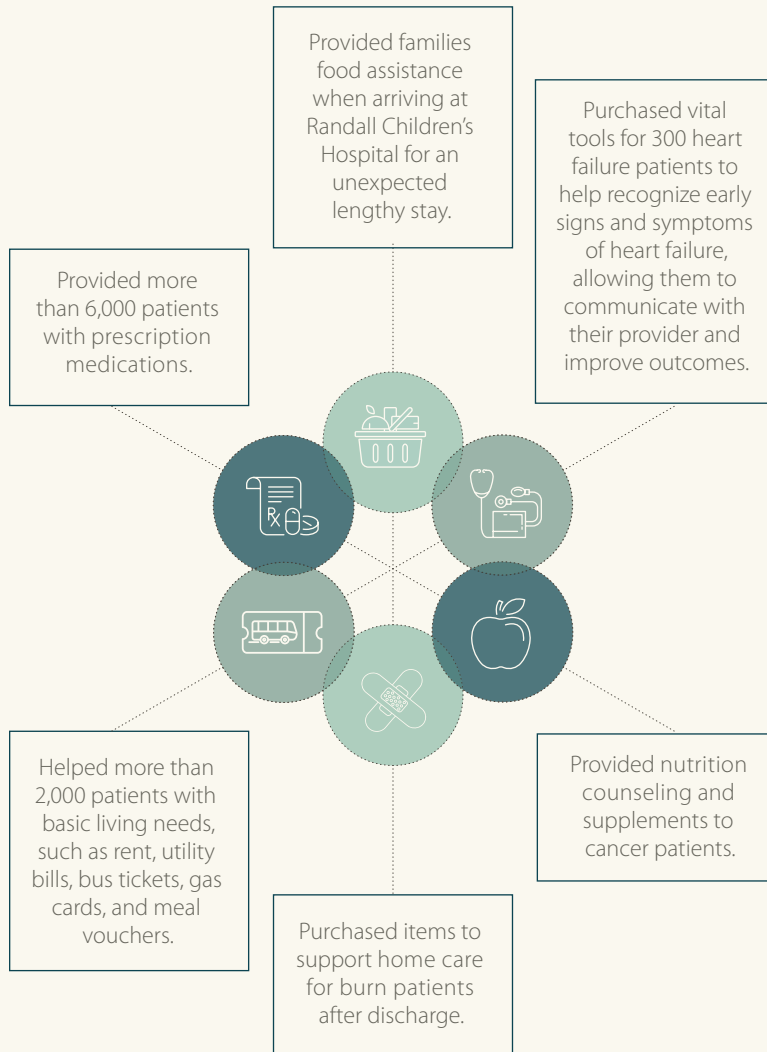 Provided families
food assistance
when arriving at
Randall Children’s
Hospital for an
unexpected
lengthy stay.
Purchased vital
tools for 300 heart
failure patients to
help recognize early
signs and symptoms
of heart failure,
allowing them to
communicate with
their provider and
improve outcomes.
Provided more
than 6,000 patients
with prescription
medications.
Rx
Helped more than
2,000 patients with
basic living needs,
such as rent, utility
bills, bus tickets, gas
cards, and meal
vouchers.
Provided nutrition
counseling and
supplements to
cancer patients.
Purchased items to
support home care
for burn patients
after discharge.